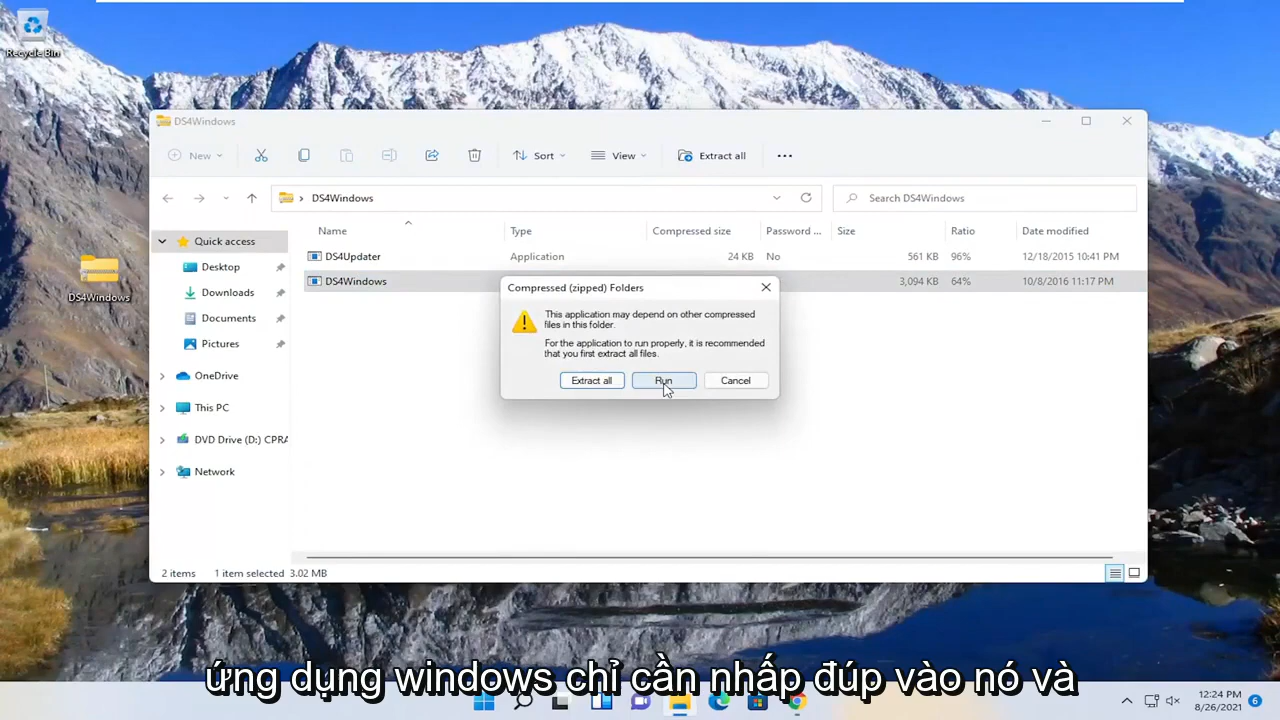 Recycle Bin
DS4Windows
DS4Windows
New
Sort
View
Extract all
DS4Windows
Search DS4Windows
Name
Type
Compressed size
Password ...
Size
Ratio
Date modified
Quick access
Desktop
Downloads
Documents
Pictures
OneDrive
This PC
DVD Drive (D:) CPRA
Network
DS4Updater
Application
24 KB
No
561 KB
96%
12/18/2015 10:41 PM
DS4Windows
3,094 KB
64%
10/8/2016 11:17 PM
Compressed (zipped) Folders
This application may depend on other compressed
files in this folder.
For the application to run properly, it is recommended
that you first extract all files.
Extract all
Run
Cancel
2 items
1 item selected
3.02 MB
ứng dụng windows chỉ cần nhấp đúp vào nó và
12:24 PM
8/26/2021
6